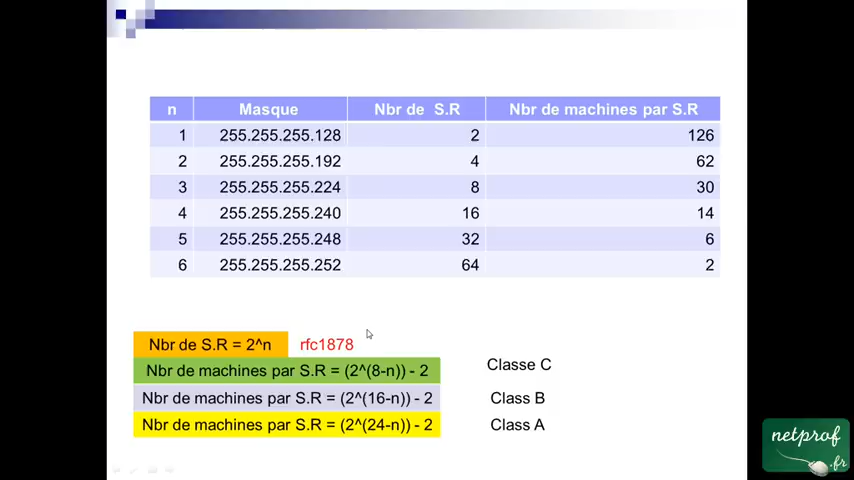 n Masque Nbr de S.R Nbr de machines par S.R
1 255.255.255.128 2 126
2 255.255.255.192 4 62
3 255.255.255.224 8 30
4 255.255.255.240 16 14
5 255.255.255.248 32 6
6 255.255.255.252 64 2
Nbr de S.R = 2^n rfc1878
Nbr de machines par S.R = (2^(8-n)) - 2 Classe C
Nbr de machines par S.R = (2^(16-n)) - 2 Class B
Nbr de machines par S.R = (2^(24-n)) - 2 Class A
netprof
.fr